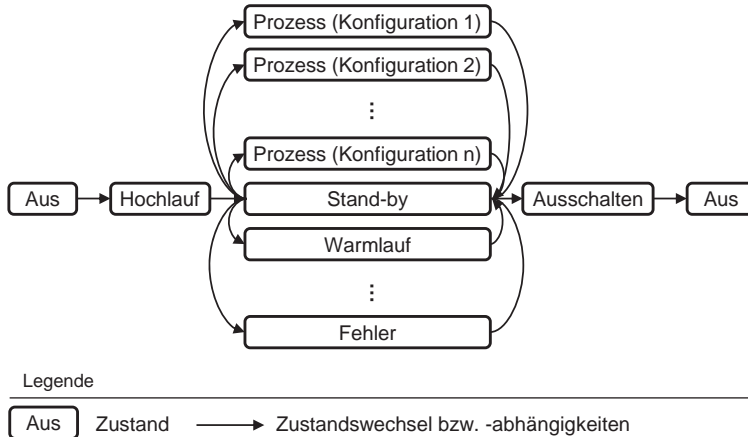 Prozess (Konfiguration 1)
Prozess (Konfiguration 2)
...
Prozess (Konfiguration n)
Aus
Hochlauf
Stand-by
Ausschalten
Aus
Warmlauf
...
Fehler
Legende
Aus
Zustand
Zustandswechsel bzw. -abhängigkeiten